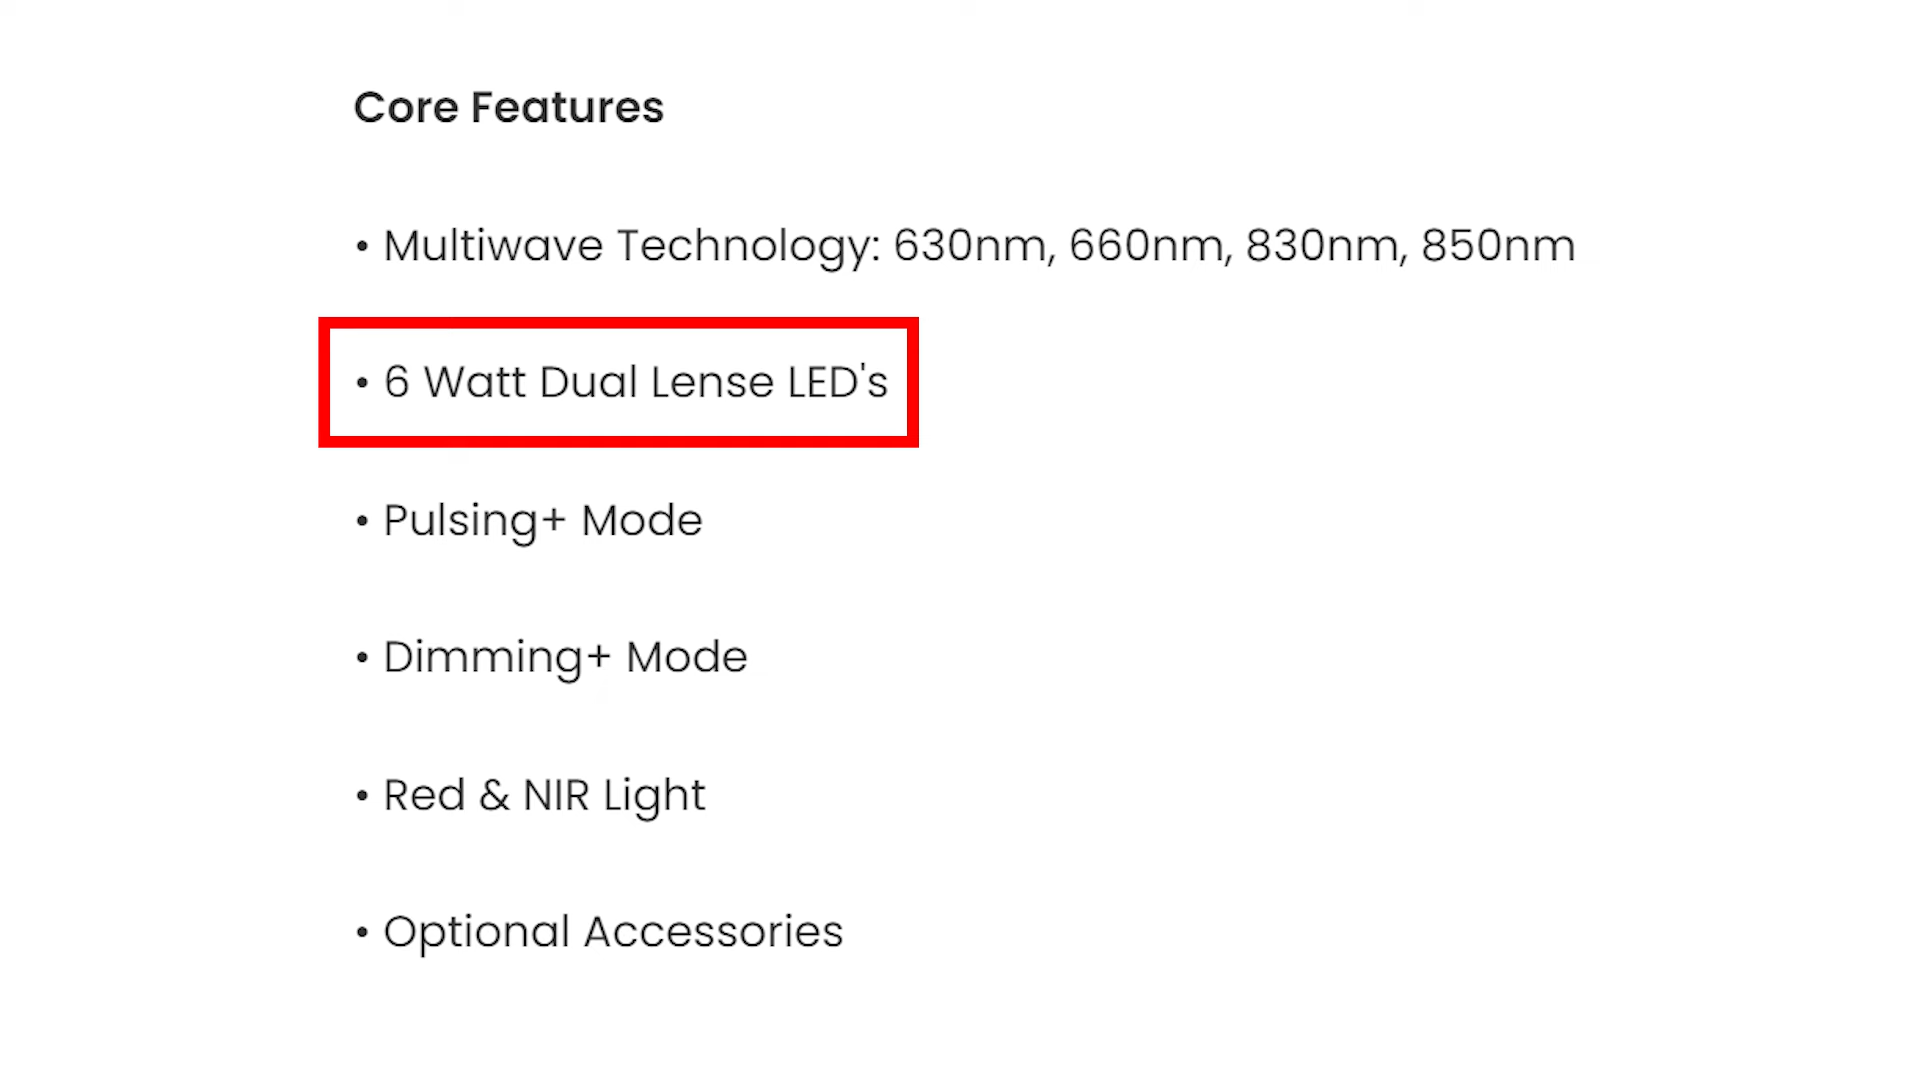 Core Features
• Multiwave Technology: 630nm, 660nm, 830nm, 850nm
• 6 Watt Dual Lense LED's
• Pulsing+ Mode
• Dimming+ Mode
• Red & NIR Light
• Optional Accessories